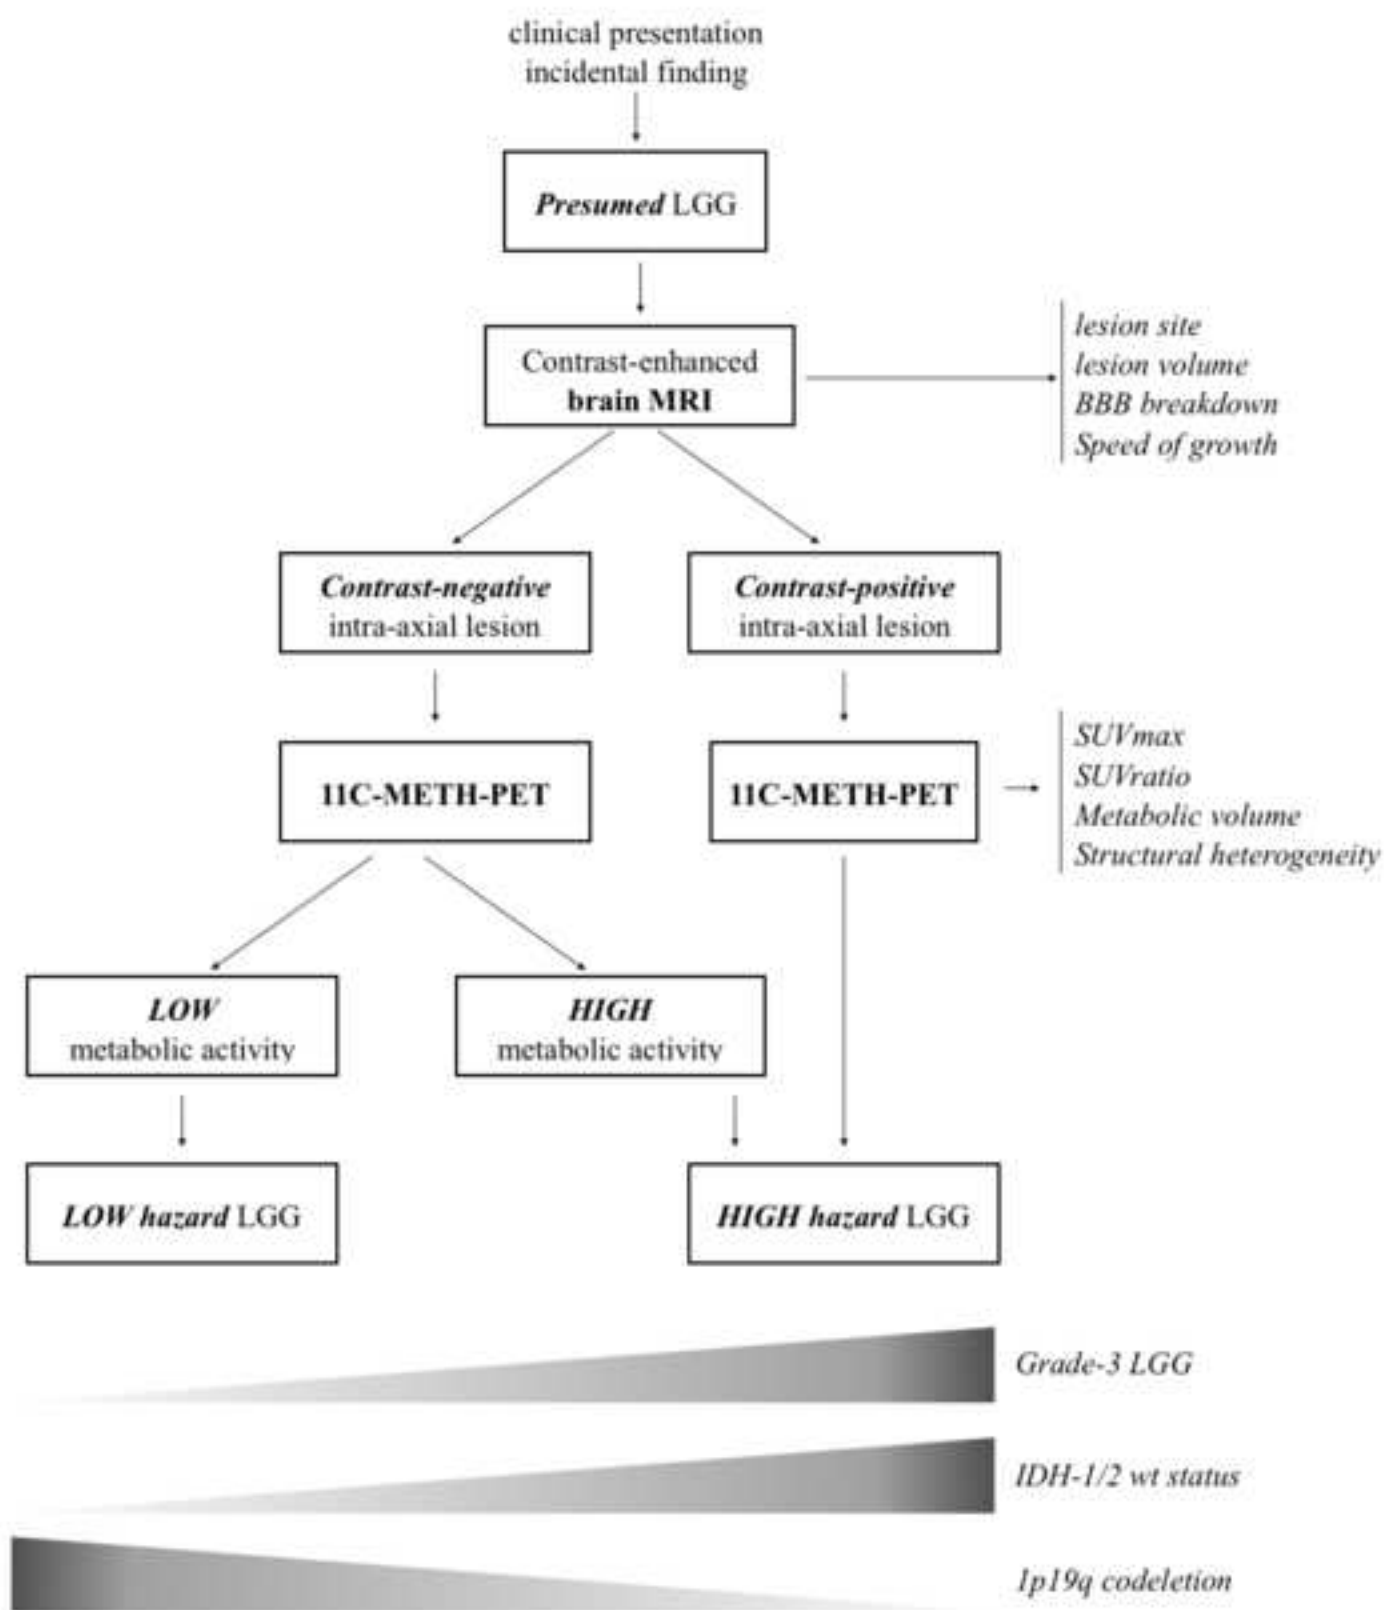 clinical presentation
incidental finding
Presumed LGG
Contrast-enhanced
brain MRI
lesion site
lesion volume
BBB breakdown
Speed of growth
Contrast-negative
intra-axial lesion
Contrast-positive
intra-axial lesion
11C-METH-PET
11C-METH-PET
SUVmax
SUVratio
Metabolic volume
Structural heterogeneity
LOW
metabolic activity
HIGH
metabolic activity
LOW hazard LGG
HIGH hazard LGG
Grade-3 LGG
IDH-1/2 wt status
1p19q codeletion